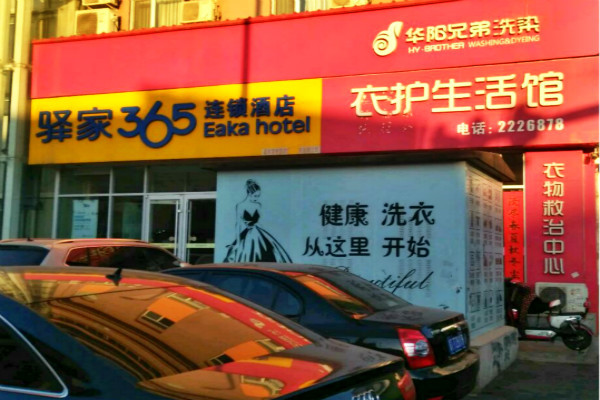 华阳兄弟洗染
HY-BROTHER WASHING&DYEING
驿家365 连锁酒店
Eaka hotel
衣护生活馆
电话:2226878
健康 洗衣
从这里 开始
Beautiful
衣物救治中心